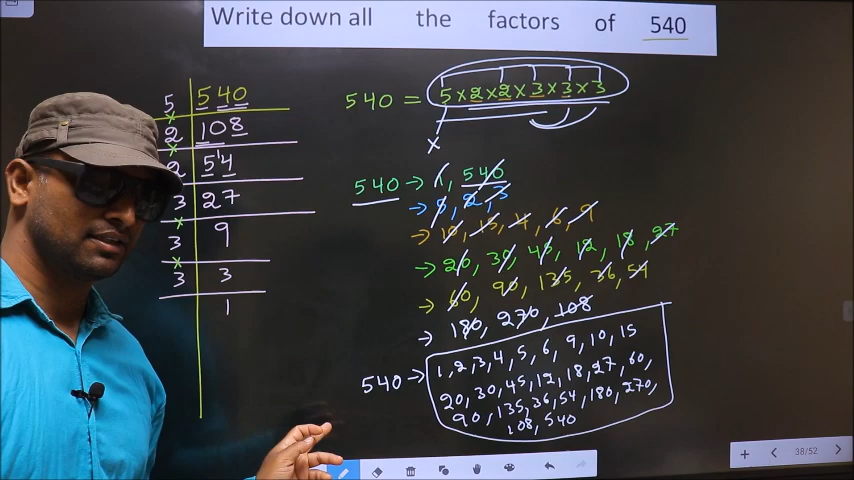 Write down all the factors of 540
5 540
2 108
2 54
3 27
3 9
3 3
1
540 = 5 × 2 × 2 × 3 × 3 × 3
x
540 → 1, 540
→ 5, 2, 3
→ 10, 15, 4, 6, 9
→ 20, 30, 45, 12, 18, 27
→ 60, 90, 135, 36, 54
→ 180, 270, 108
540 → 1, 2, 3, 4, 5, 6, 9, 10, 15
20, 30, 45, 12, 18, 27, 60,
90, 135, 36, 54, 180, 270,
108, 540
38/52